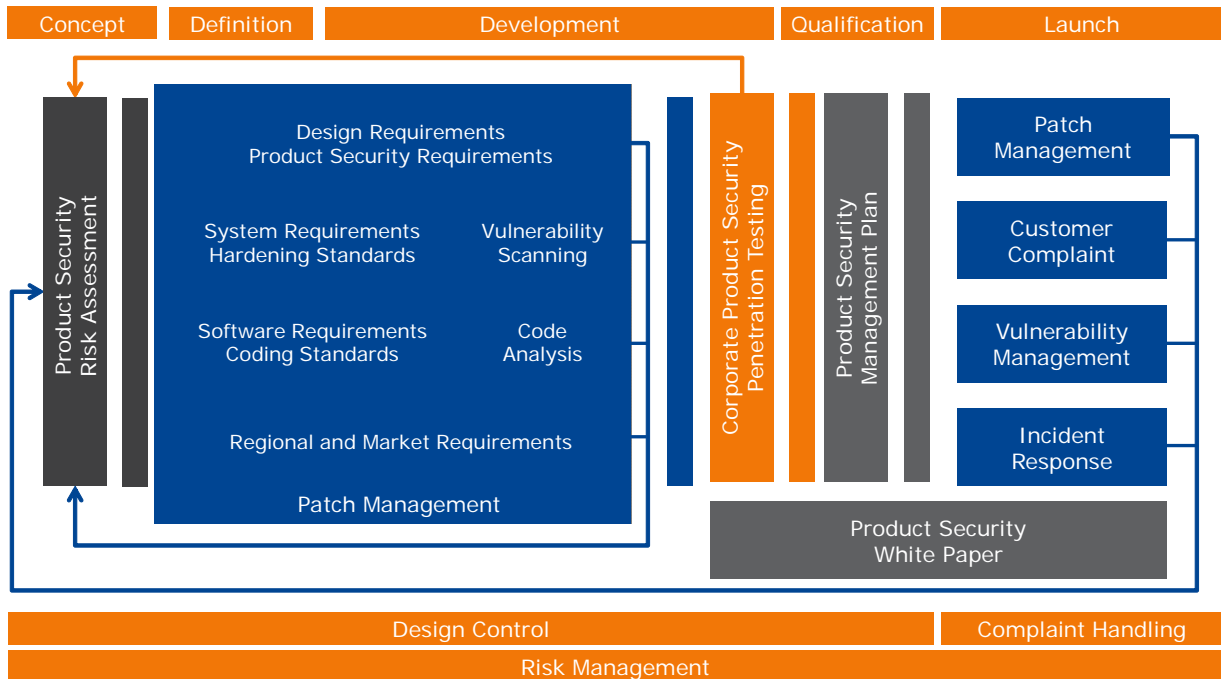 Concept
Definition
Development
Qualification
Launch
Product Security
Risk Assessment
Design Requirements
Product Security Requirements
System Requirements
Hardening Standards
Vulnerability
Scanning
Software Requirements
Coding Standards
Code
Analysis
Regional and Market Requirements
Patch Management
Corporate Product Security
Penetration Testing
Product Security
Management Plan
Patch
Management
Customer
Complaint
Vulnerability
Management
Incident
Response
Product Security
White Paper
Design Control
Complaint Handling
Risk Management